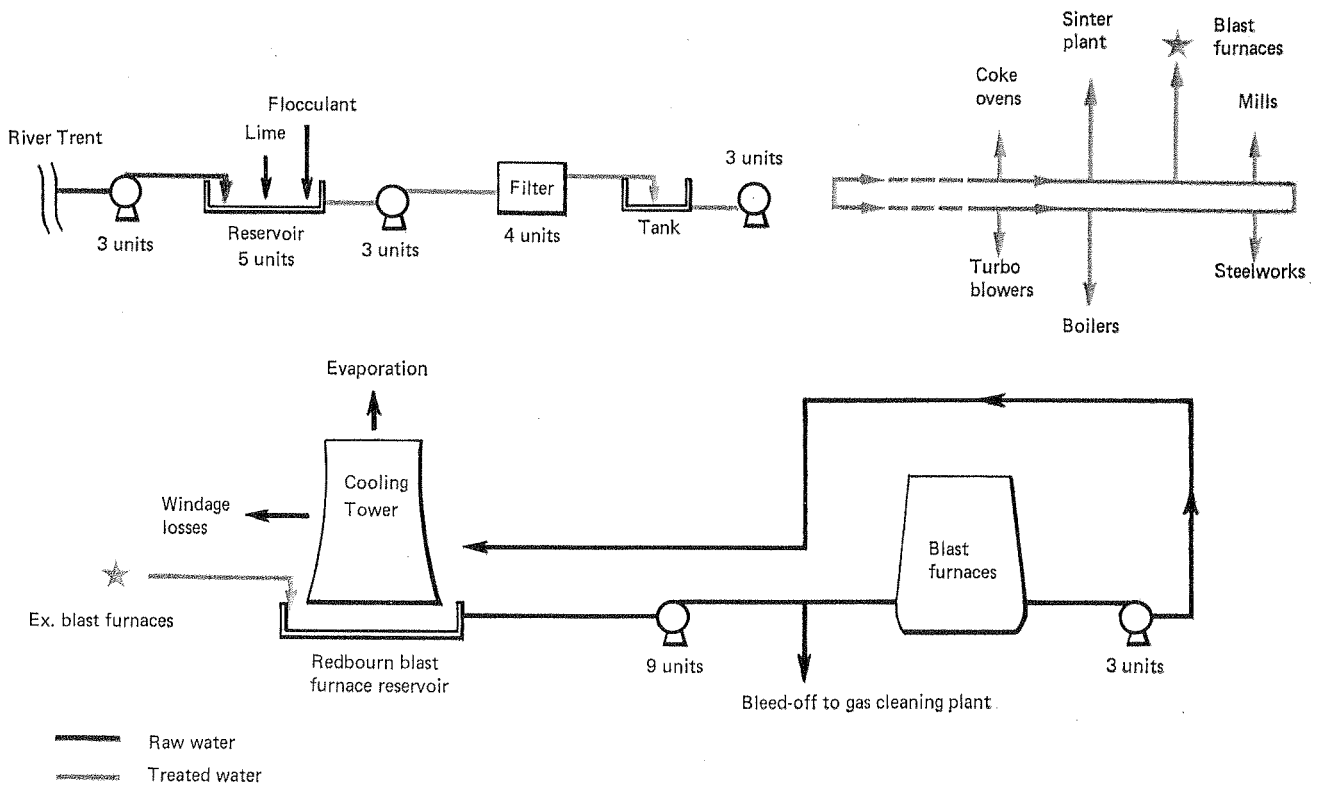 River Trent
3 units
Flocculant
Lime
Reservoir
5 units
3 units
Filter
4 units
Tank
3 units
Coke
ovens
Sinter
plant
Blast
furnaces
Mills
Turbo
blowers
Boilers
Steelworks
Evaporation
Cooling
Tower
Windage
losses
Ex. blast furnaces
Redbourn blast
furnace reservoir
9 units
Blast
furnaces
3 units
Bleed-off to gas cleaning plant
Raw water
Treated water